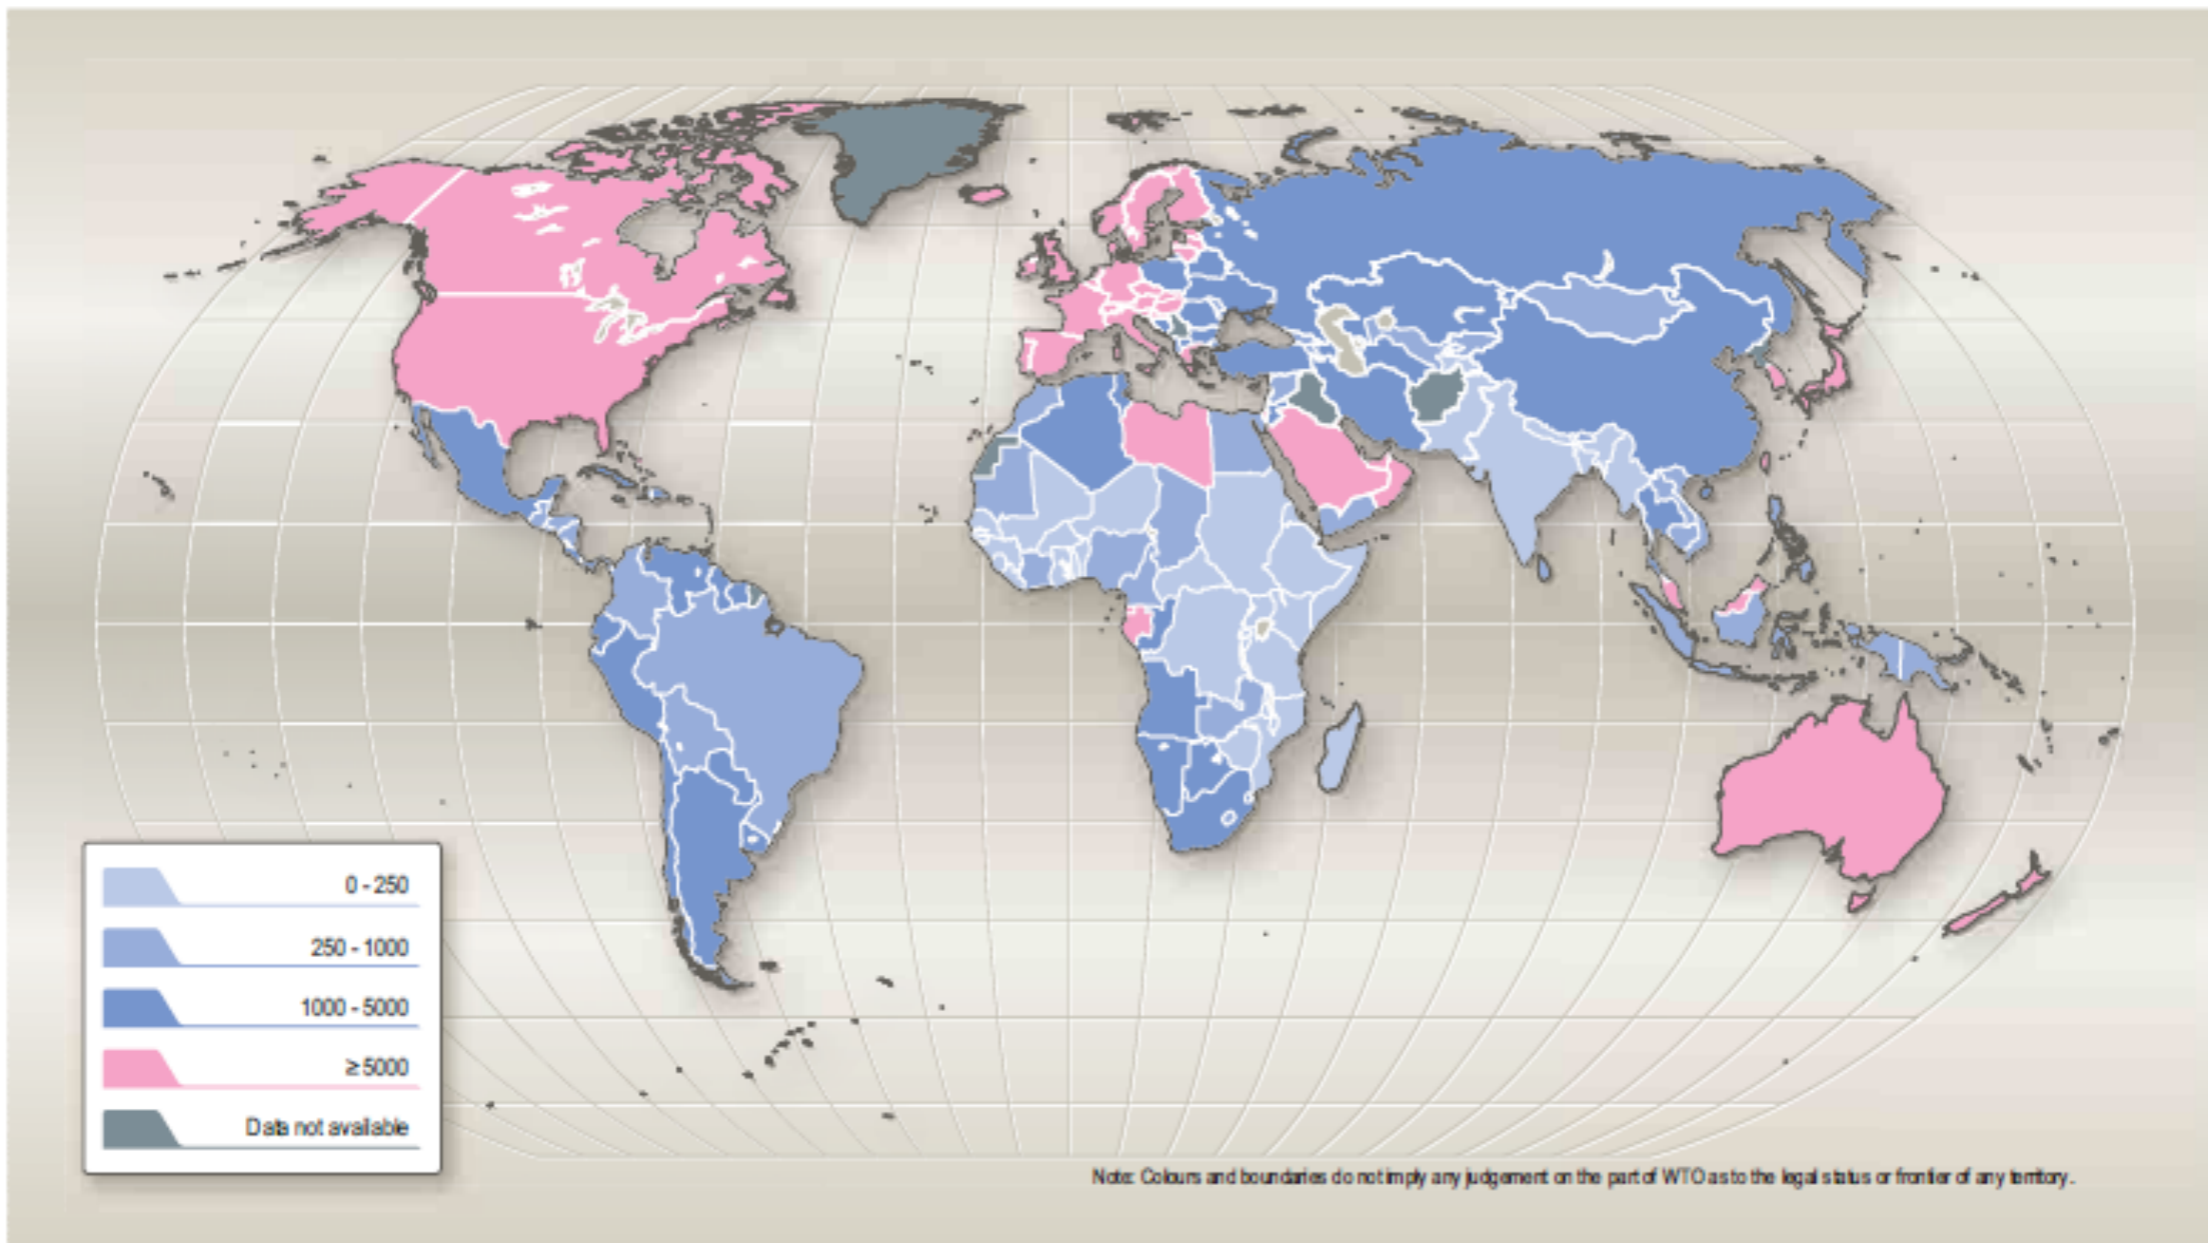 0 - 250
250 - 1000
1000 - 5000
≥ 5000
Data not available
Note: Colours and boundaries do not imply any judgement on the part of WTO as to the legal status or frontier of any territory.